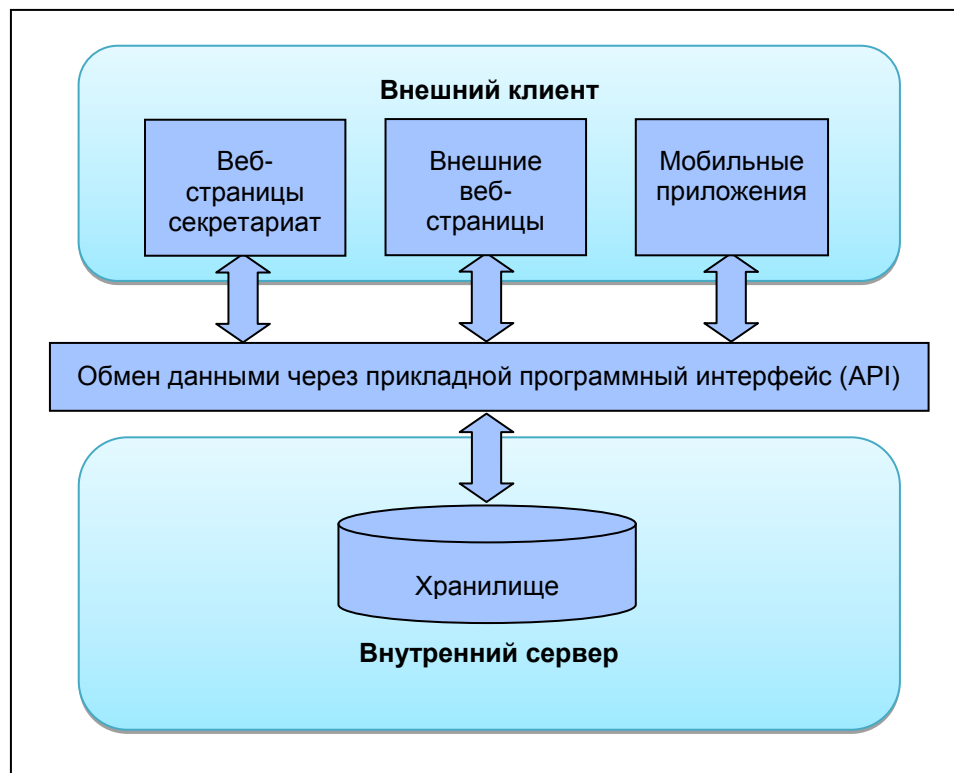 Внешний клиент
Веб-
страницы
секретариат
Внешние
веб-
страницы
Мобильные
приложения
Обмен данными через прикладной программный интерфейс (API)
Хранилище
Внутренний сервер